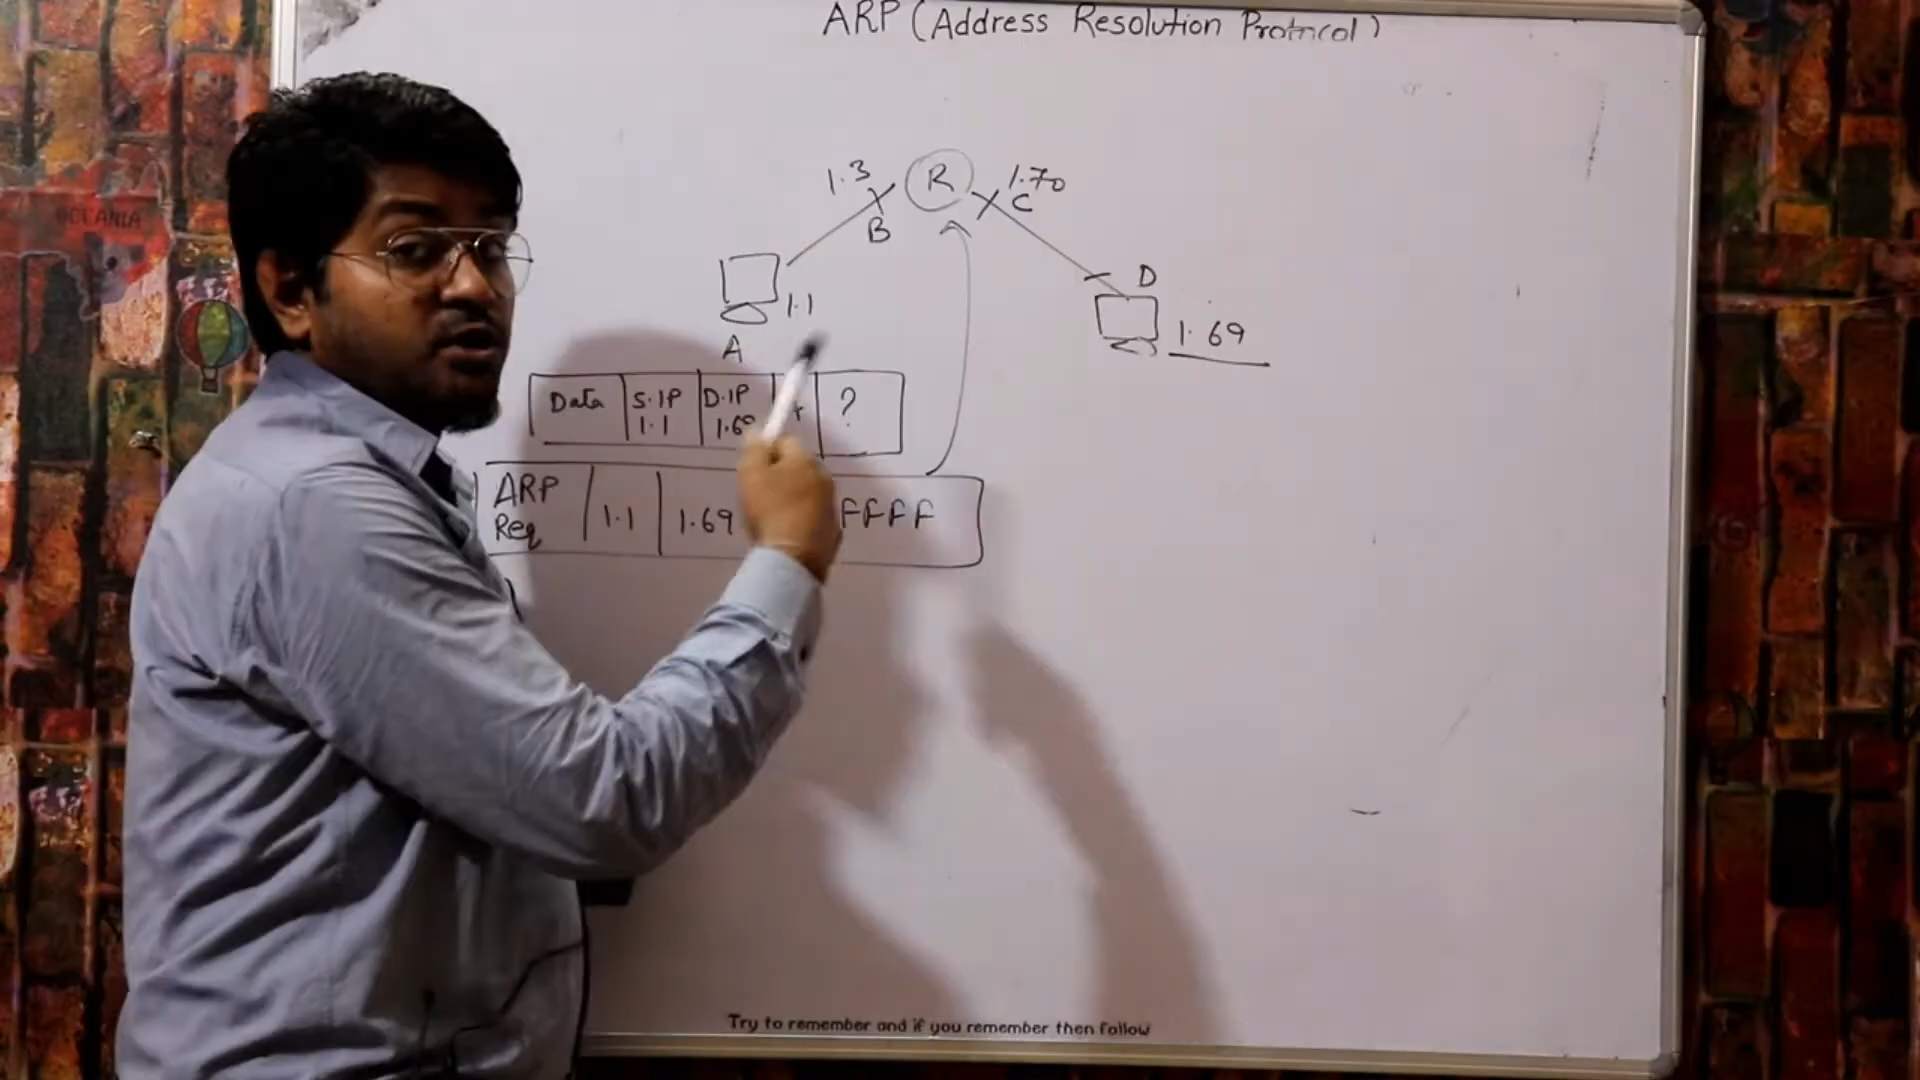 ARP (Address Resolution Protocol)
OCEANIA
1.3
R
1.70
B
C
D
1.1
1.69
A
Data S.IP D.IP ?
1.1 1.69
ARP 1.1 1.69 FFFF
Req
Try to remember and if you remember then follow